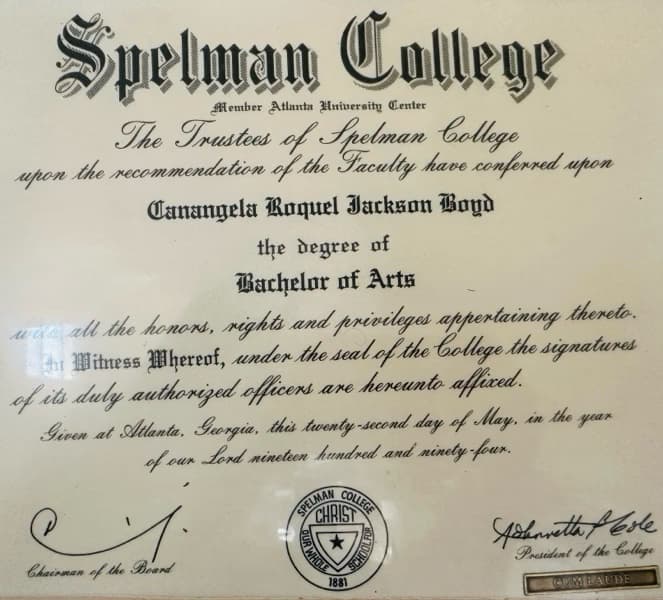 Spelman College
Member Atlanta University Center
The Trustees of Spelman College
upon the recommendation of the Faculty have conferred upon
Canangela Roquel Jackson Boyd
the degree of
Bachelor of Arts
with all the honors, rights and privileges appertaining thereto.
In Witness Whereof, under the seal of the College the signatures
of its duly authorized officers are hereunto affixed.
Given at Atlanta, Georgia, this twenty-second day of May, in the year
of our Lord nineteen hundred and ninety-four.
SPELMAN COLLEGE
CHRIST
OUR WHOLE SCHOOL FOR
1881
Chairman of the Board
Johnnetta B Cole
President of the College
CUM LAUDE